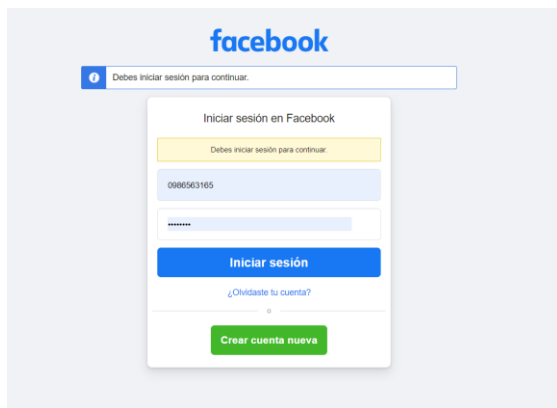 facebook
Debes iniciar sesión para continuar.
Iniciar sesión en Facebook
Debes iniciar sesión para continuar.
0986563165
••••••••
Iniciar sesión
¿Olvidaste tu cuenta?
o
Crear cuenta nueva